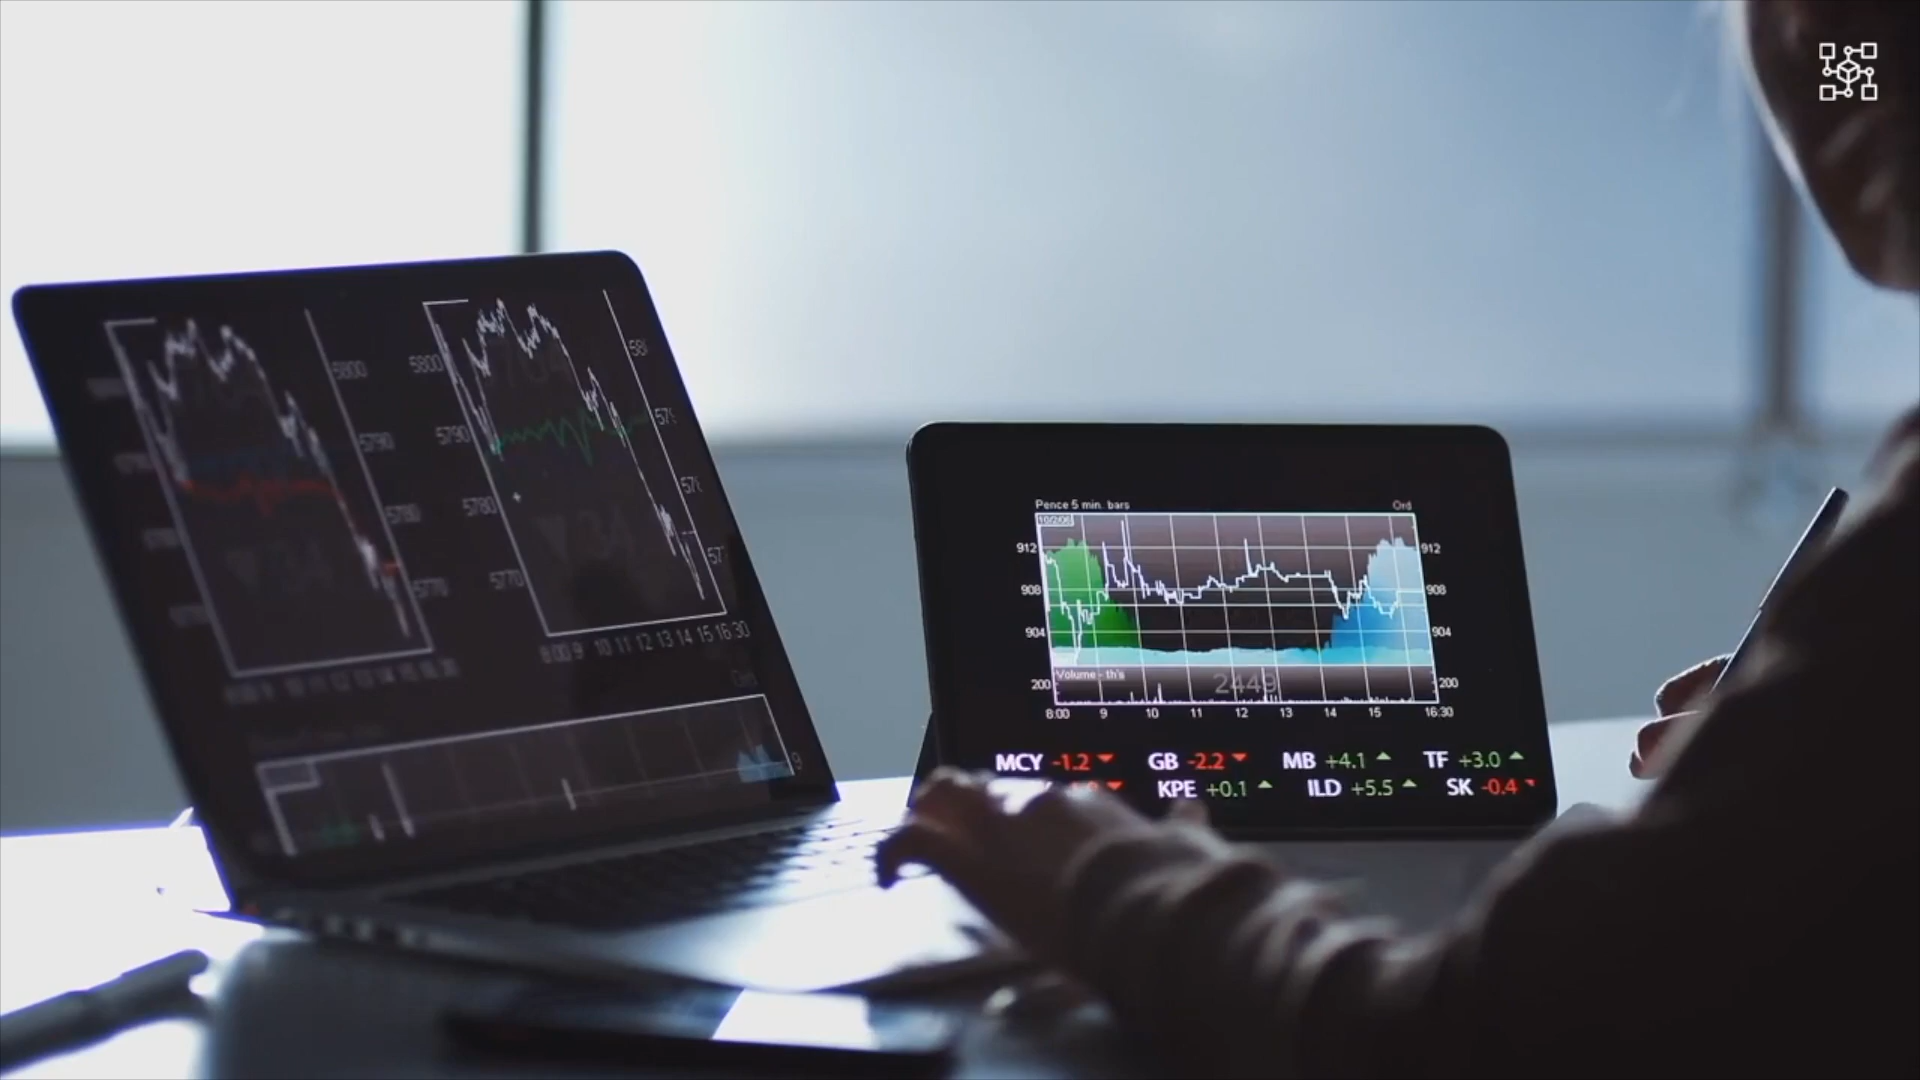 5800
5790
5780
5770
5800
5790
5780
5770
8:00 9 10 11 12 13 14 15 16:30
Pence 5 min. bars
Ord
912
908
904
912
908
904
Volume - th's
2449
200
200
8:00 9 10 11 12 13 14 15 16:30
MCY -1.2 GB -2.2 MB +4.1 TF +3.0
KPE +0.1 ILD +5.5 SK -0.4